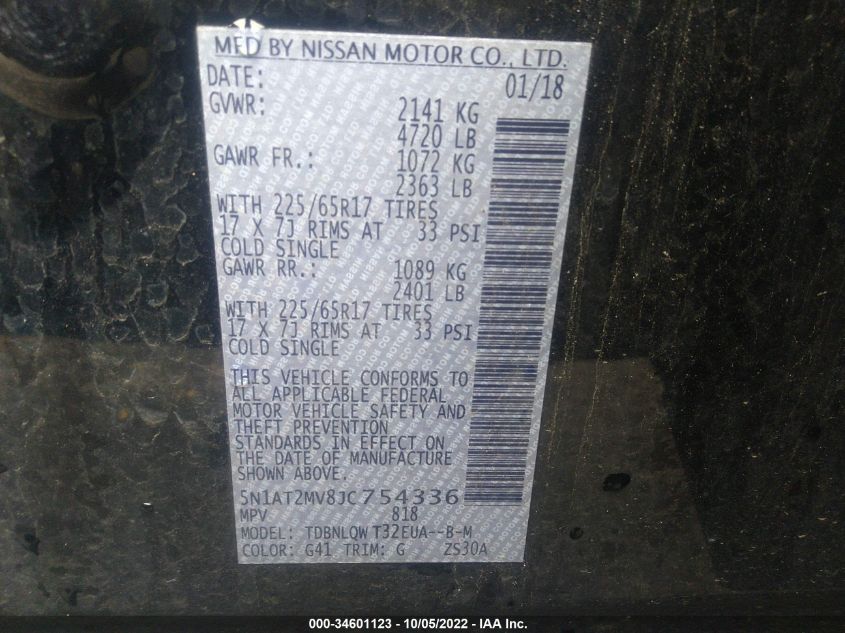 MFD BY NISSAN MOTOR CO., LTD.
DATE: 01/18
GVWR: 2141 KG
4720 LB
GAWR FR.: 1072 KG
2363 LB
WITH 225/65R17 TIRES
17 X 7J RIMS AT 33 PSI
COLD SINGLE
GAWR RR.: 1089 KG
2401 LB
WITH 225/65R17 TIRES
17 X 7J RIMS AT 33 PSI
COLD SINGLE
THIS VEHICLE CONFORMS TO
ALL APPLICABLE FEDERAL
MOTOR VEHICLE SAFETY AND
THEFT PREVENTION
STANDARDS IN EFFECT ON
THE DATE OF MANUFACTURE
SHOWN ABOVE.
5N1AT2MV8JC754336
MPV 818
MODEL: TDBNLQW T32EUA--B-M
COLOR: G41 TRIM: G ZS30A
000-34601123 - 10/05/2022 - IAA Inc.